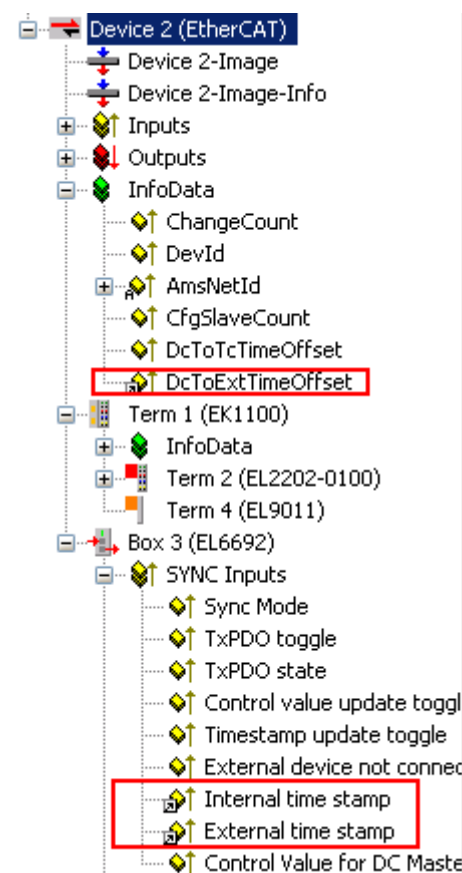 Device 2 (EtherCAT)
Device 2-Image
Device 2-Image-Info
Inputs
Outputs
InfoData
ChangeCount
DevId
AmsNetId
CfgSlaveCount
DcToTcTimeOffset
DcToExtTimeOffset
Term 1 (EK1100)
InfoData
Term 2 (EL2202-0100)
Term 4 (EL9011)
Box 3 (EL6692)
SYNC Inputs
Sync Mode
TxPDO toggle
TxPDO state
Control value update toggl
Timestamp update toggle
External device not connec
Internal time stamp
External time stamp
Control Value for DC Maste